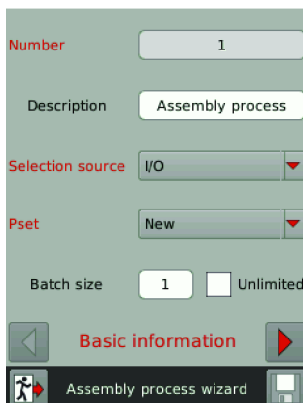 Number 1
Description Assembly process
Selection source I/O
Pset New
Batch size 1 Unlimited
Basic information
Assembly process wizard